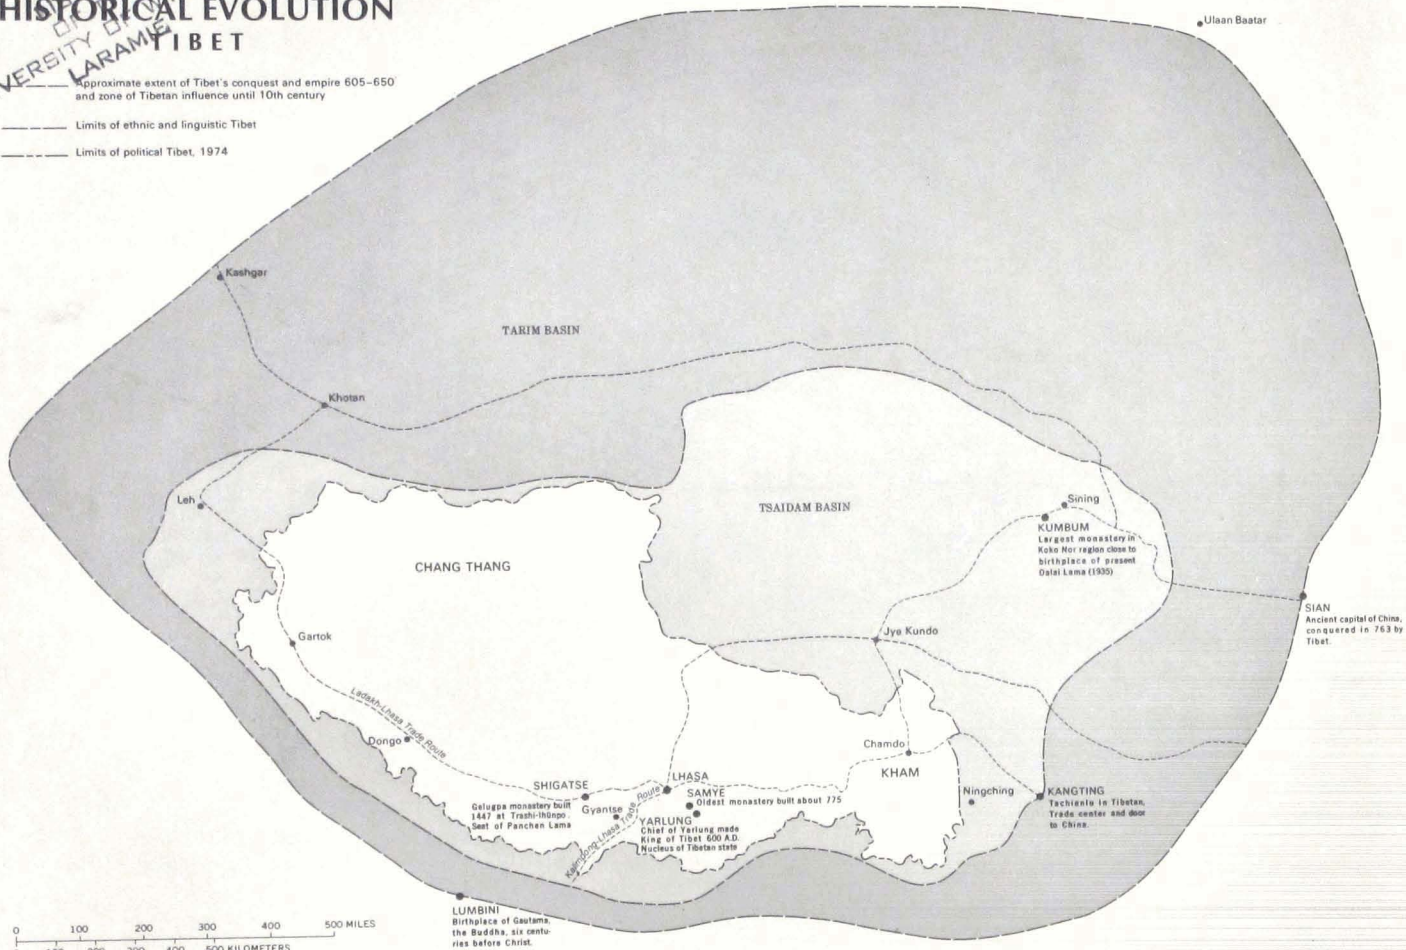 HISTORICAL EVOLUTION
TIBET
OF
VERSITY OF
LARAMIE
Approximate extent of Tibet's conquest and empire 605–650
and zone of Tibetan influence until 10th century
Limits of ethnic and linguistic Tibet
Limits of political Tibet, 1974
Ulaan Baatar
Kashgar
TARIM BASIN
Khotan
Leh
TSAIDAM BASIN
Sining
KUMBUM
Largest monastery in
Koko Nor region close to
birthplace of present
Dalai Lama (1935)
CHANG THANG
SIAN
Ancient capital of China,
conquered in 763 by
Tibet.
Gartok
Jye Kundo
Ladakh-Lhasa Trade Route
Dongo
Chamdo
KHAM
SHIGATSE
Gelugpa monastery built
1447 at Trashi-lhünpo.
Seat of Panchen Lama
Gyantse
Kalimpong-Lhasa Trade Route
LHASA
SAMYE
Oldest monastery built about 775
YARLUNG
Chief of Yarlung made
King of Tibet 600 A.D.
Nucleus of Tibetan state
Ningching
KANGTING
Tachienlu in Tibetan,
Trade center and door
to China.
LUMBINI
Birthplace of Gautama,
the Buddha, six centu-
ries before Christ.
0 100 200 300 400 500 MILES
500 KILOMETERS